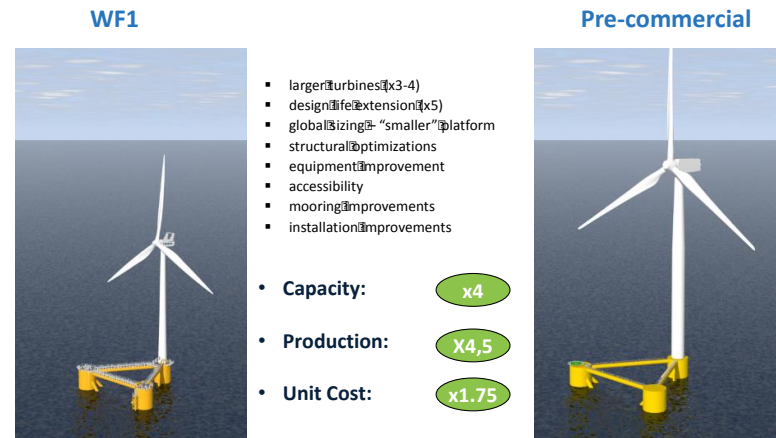 WF1
Pre-commercial
▪ larger turbines (x3-4)
▪ design life extension (x5)
▪ global sizing – “smaller” platform
▪ structural optimizations
▪ equipment improvement
▪ accessibility
▪ mooring improvements
▪ installation improvements
• Capacity: x4
• Production: X4,5
• Unit Cost: x1.75